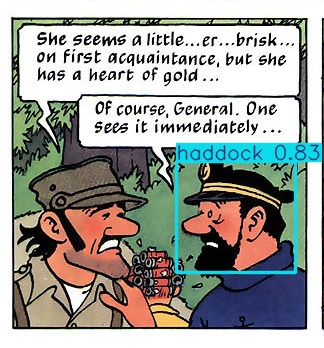 She seems a little...er...brisk...
on first acquaintance, but she
has a heart of gold ...
Of course, General. One
sees it immediately ...
haddock 0.83